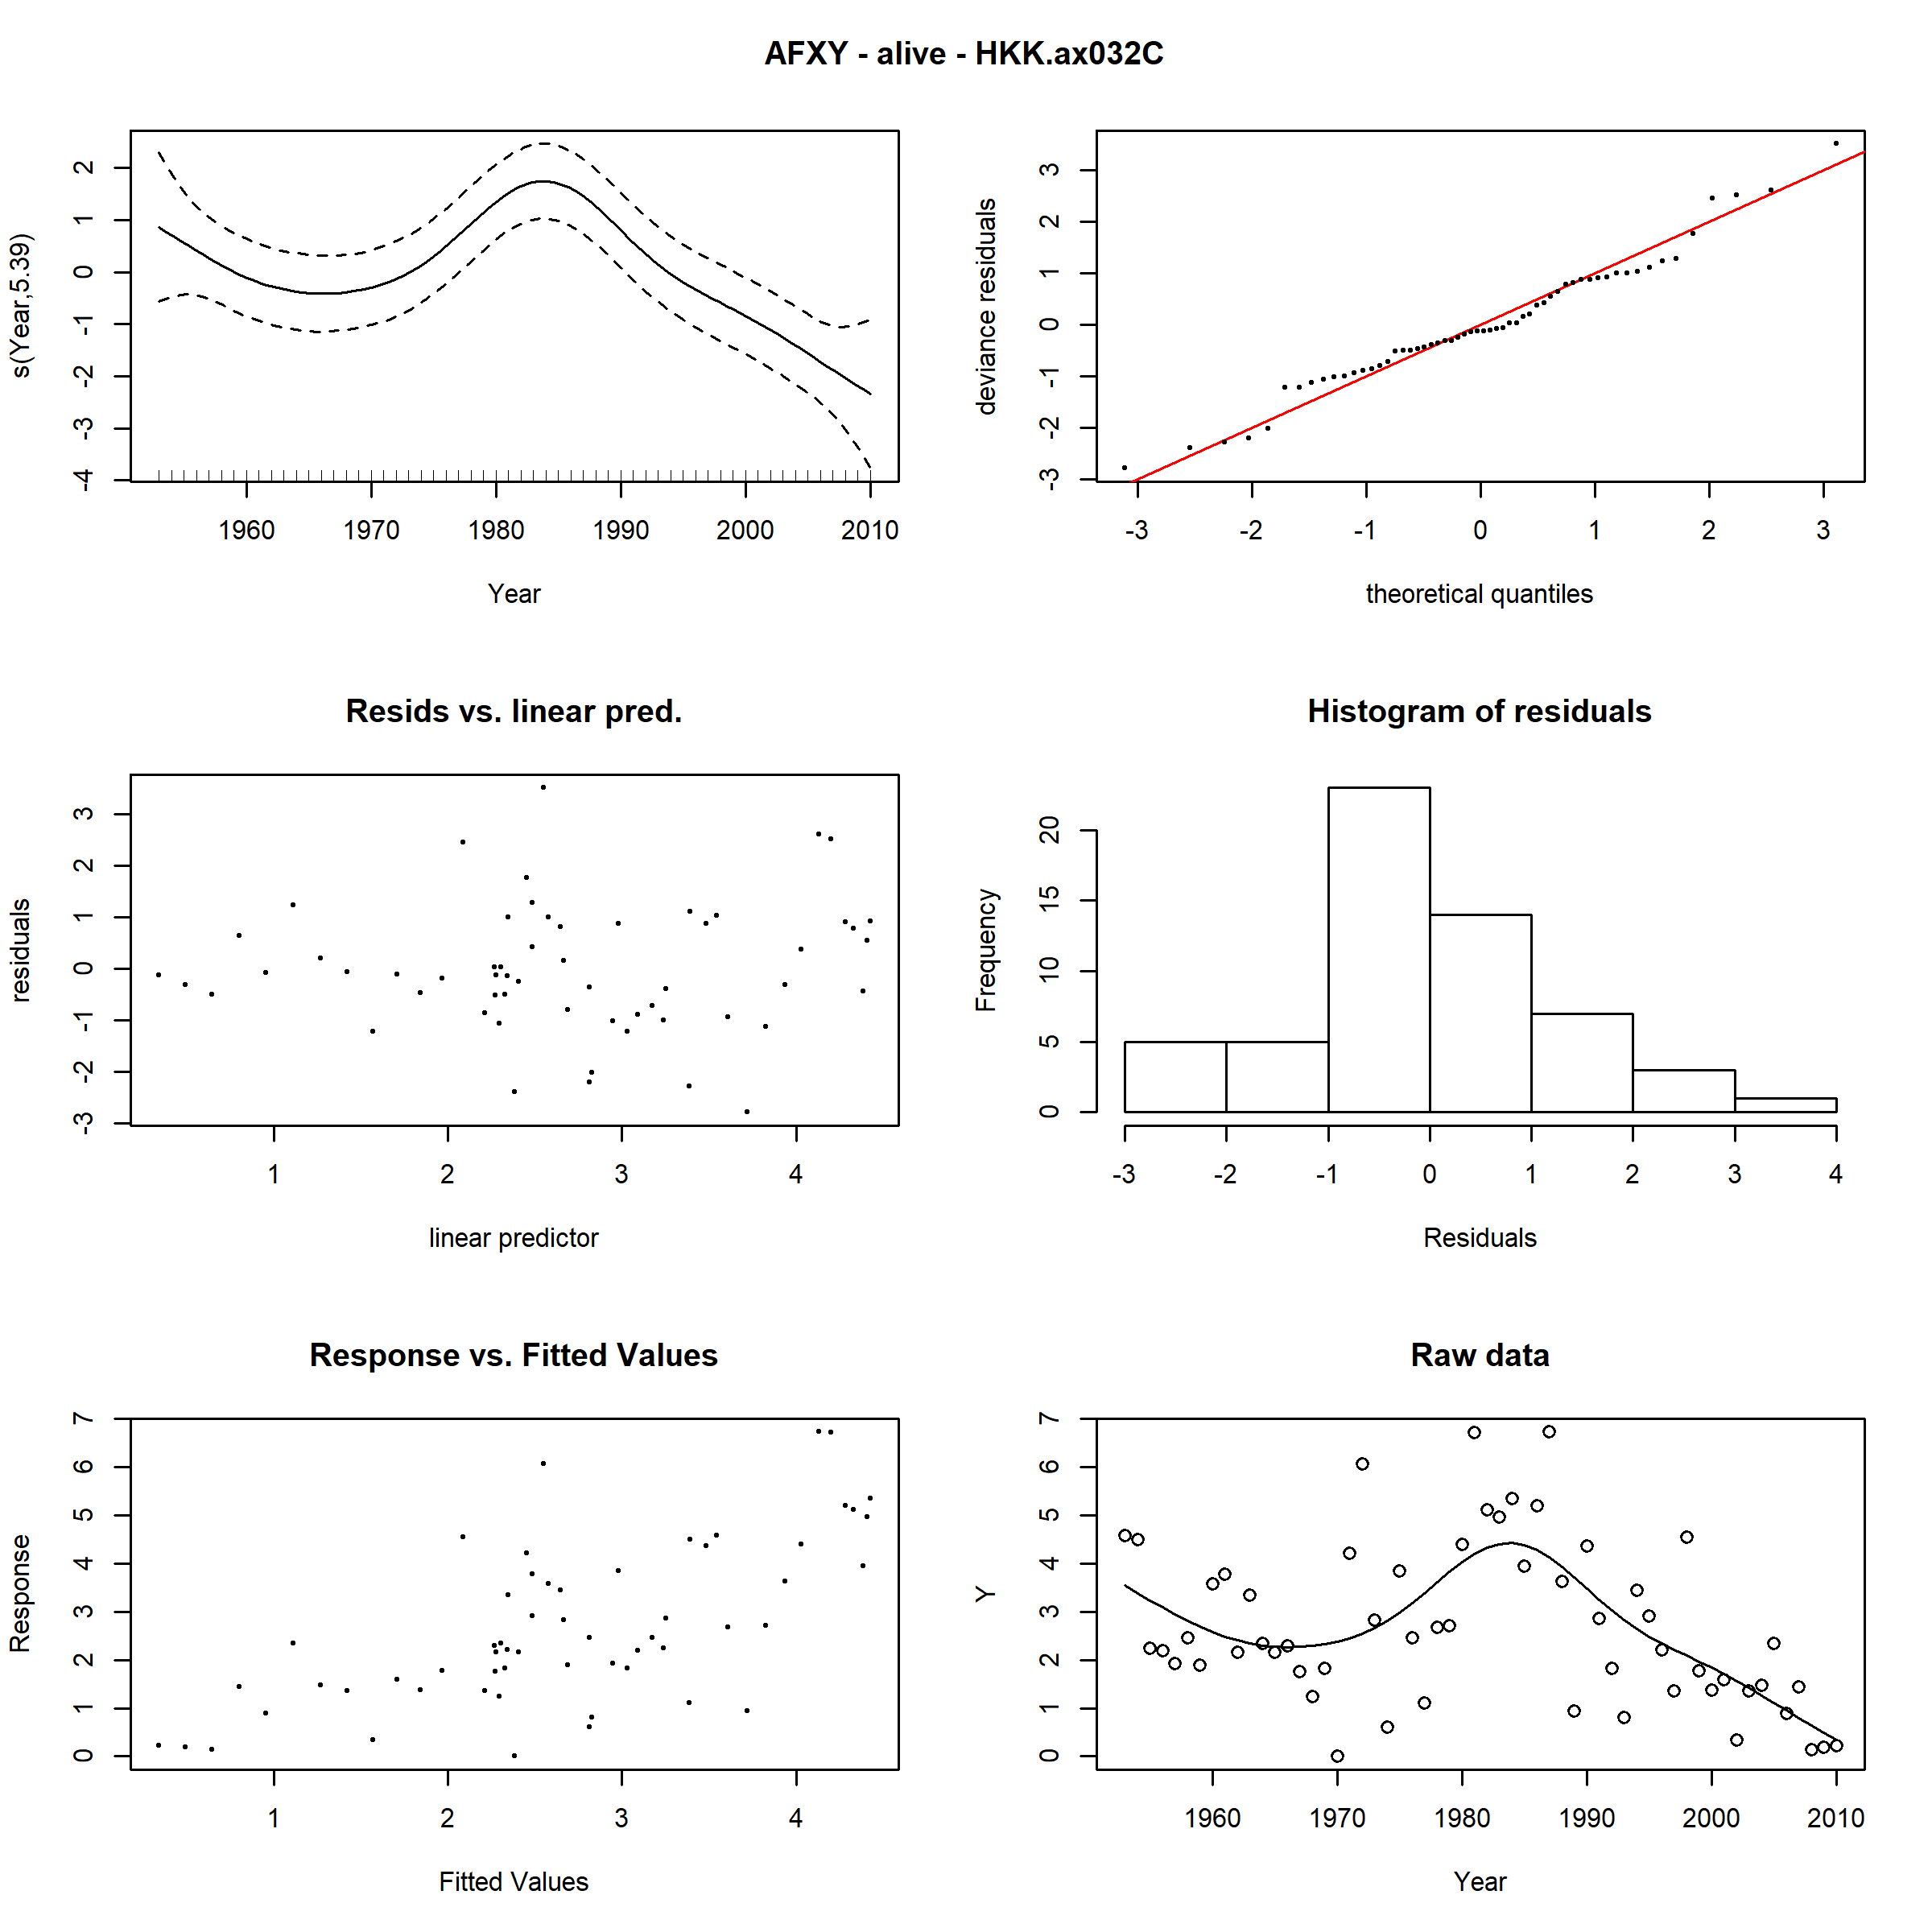 AFXY - alive - HKK.ax032C
s(Year,5.39)
2
1
0
-1
-2
-3
-4
1960 1970 1980 1990 2000 2010
Year
deviance residuals
3
2
1
0
-1
-2
-3
-3 -2 -1 0 1 2 3
theoretical quantiles
Resids vs. linear pred.
residuals
3
2
1
0
-1
-2
-3
1 2 3 4
linear predictor
Histogram of residuals
Frequency
20
15
10
5
0
-3 -2 -1 0 1 2 3 4
Residuals
Response vs. Fitted Values
Response
7
6
5
4
3
2
1
0
1 2 3 4
Fitted Values
Raw data
Y
7
6
5
4
3
2
1
0
1960 1970 1980 1990 2000 2010
Year